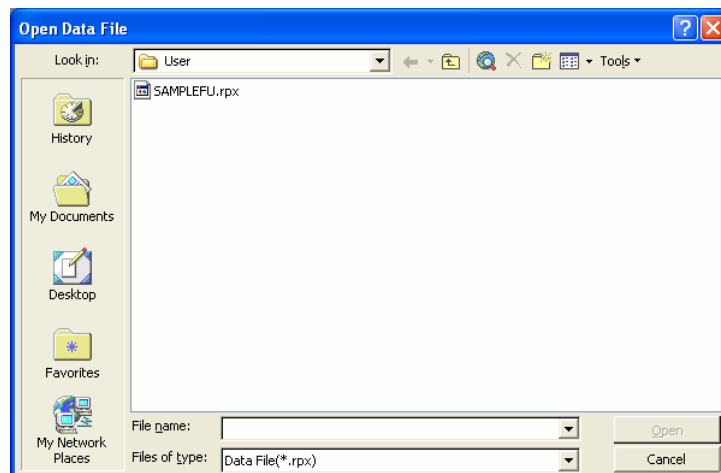 Open Data File
Look in: User Tools
SAMPLEFU.rpx
History
My Documents
Desktop
Favorites
My Network
Places
File name: Open
Files of type: Data File(*.rpx) Cancel